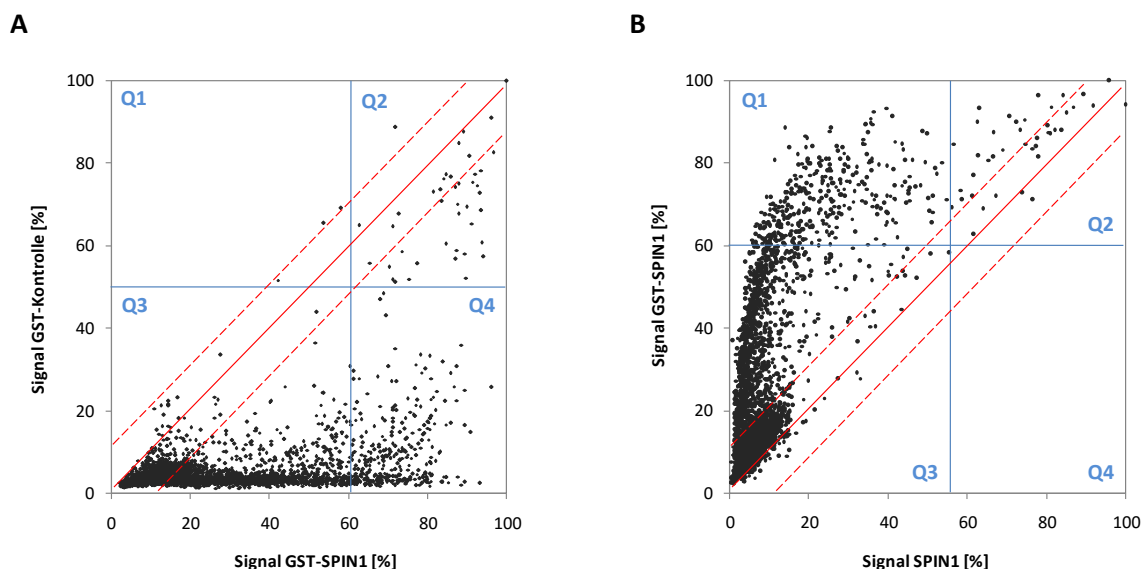 A
100
80
60
40
20
0
Signal GST-Kontrolle [%]
Q1
Q2
Q3
Q4
0 20 40 60 80 100
Signal GST-SPIN1 [%]
B
100
80
60
40
20
0
Signal GST-SPIN1 [%]
Q1
Q2
Q3
Q4
0 20 40 60 80 100
Signal SPIN1 [%]